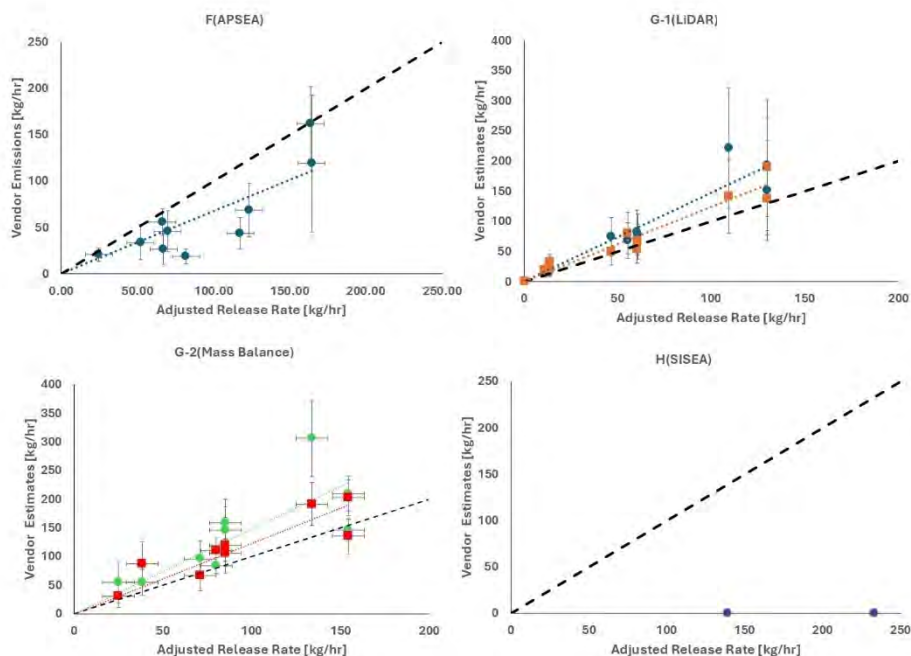 F(APSEA)
Vendor Emissions [kg/hr]
250
200
150
100
50
0
0.00 50.00 100.00 150.00 200.00 250.00
Adjusted Release Rate [kg/hr]
G-1(LiDAR)
Vendor Estimates [kg/hr]
400
350
300
250
200
150
100
50
0
0 50 100 150 200
Adjusted Release Rate [kg/hr]
G-2(Mass Balance)
Vendor Estimates [kg/hr]
400
350
300
250
200
150
100
50
0
0 50 100 150 200
Adjusted Release Rate [kg/hr]
H(SISEA)
Vendor Estimates [kg/hr]
250
200
150
100
50
0
0 50 100 150 200 250
Adjusted Release Rate [kg/hr]